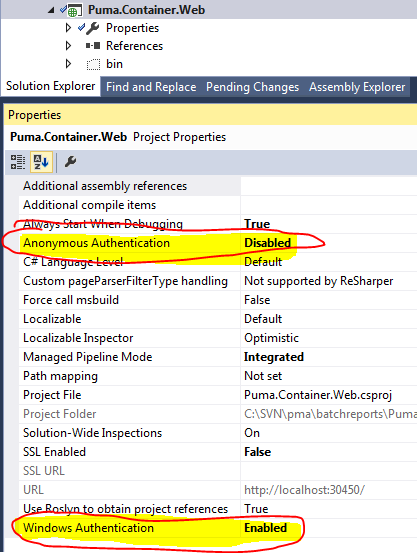 Puma.Container.Web
Properties
References
bin
Solution Explorer Find and Replace Pending Changes Assembly Explorer
Properties
Puma.Container.Web Project Properties
Additional assembly references
Additional compile items
Always Start When Debugging True
Anonymous Authentication Disabled
C# Language Level Default
Custom pageParserFilterType handling Not supported by ReSharper
Force call msbuild False
Localizable Default
Localizable Inspector Optimistic
Managed Pipeline Mode Integrated
Path mapping Not set
Project File Puma.Container.Web.csproj
Project Folder C:\SVN\pma\batchreports\Puma
Solution-Wide Inspections On
SSL Enabled False
SSL URL
URL http://localhost:30450/
Use Roslyn to obtain project references True
Windows Authentication Enabled